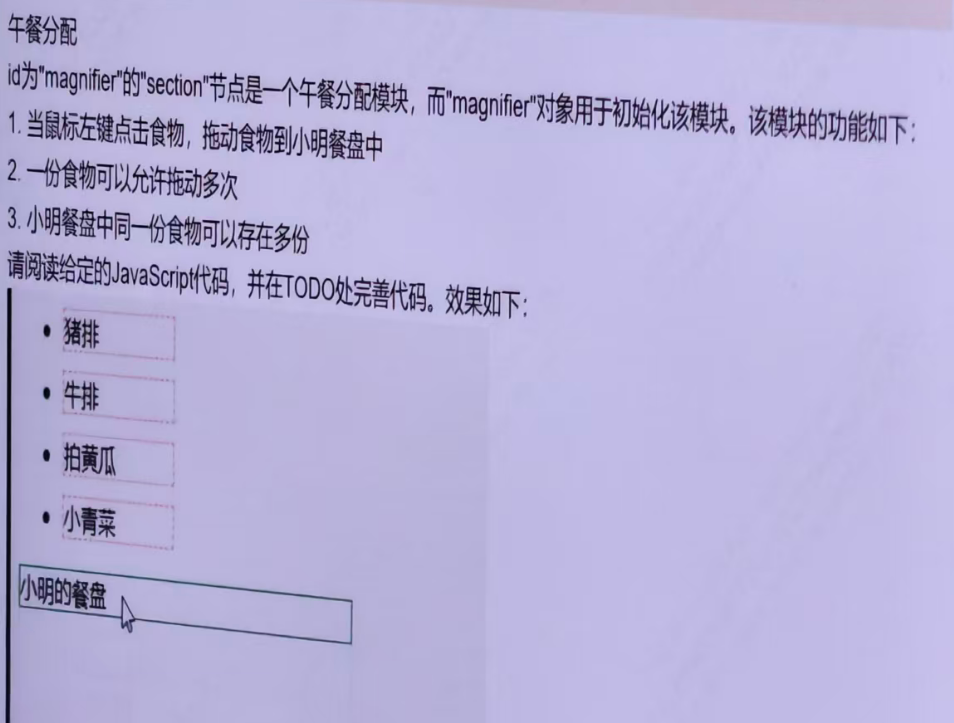 午餐分配
id为"magnifier"的"section"节点是一个午餐分配模块，而"magnifier"对象用于初始化该模块。该模块的功能如下：
1. 当鼠标左键点击食物，拖动食物到小明餐盘中
2. 一份食物可以允许拖动多次
3. 小明餐盘中同一份食物可以存在多份
请阅读给定的JavaScript代码，并在TODO处完善代码。效果如下：
• 猪排
• 牛排
• 拍黄瓜
• 小青菜
小明的餐盘